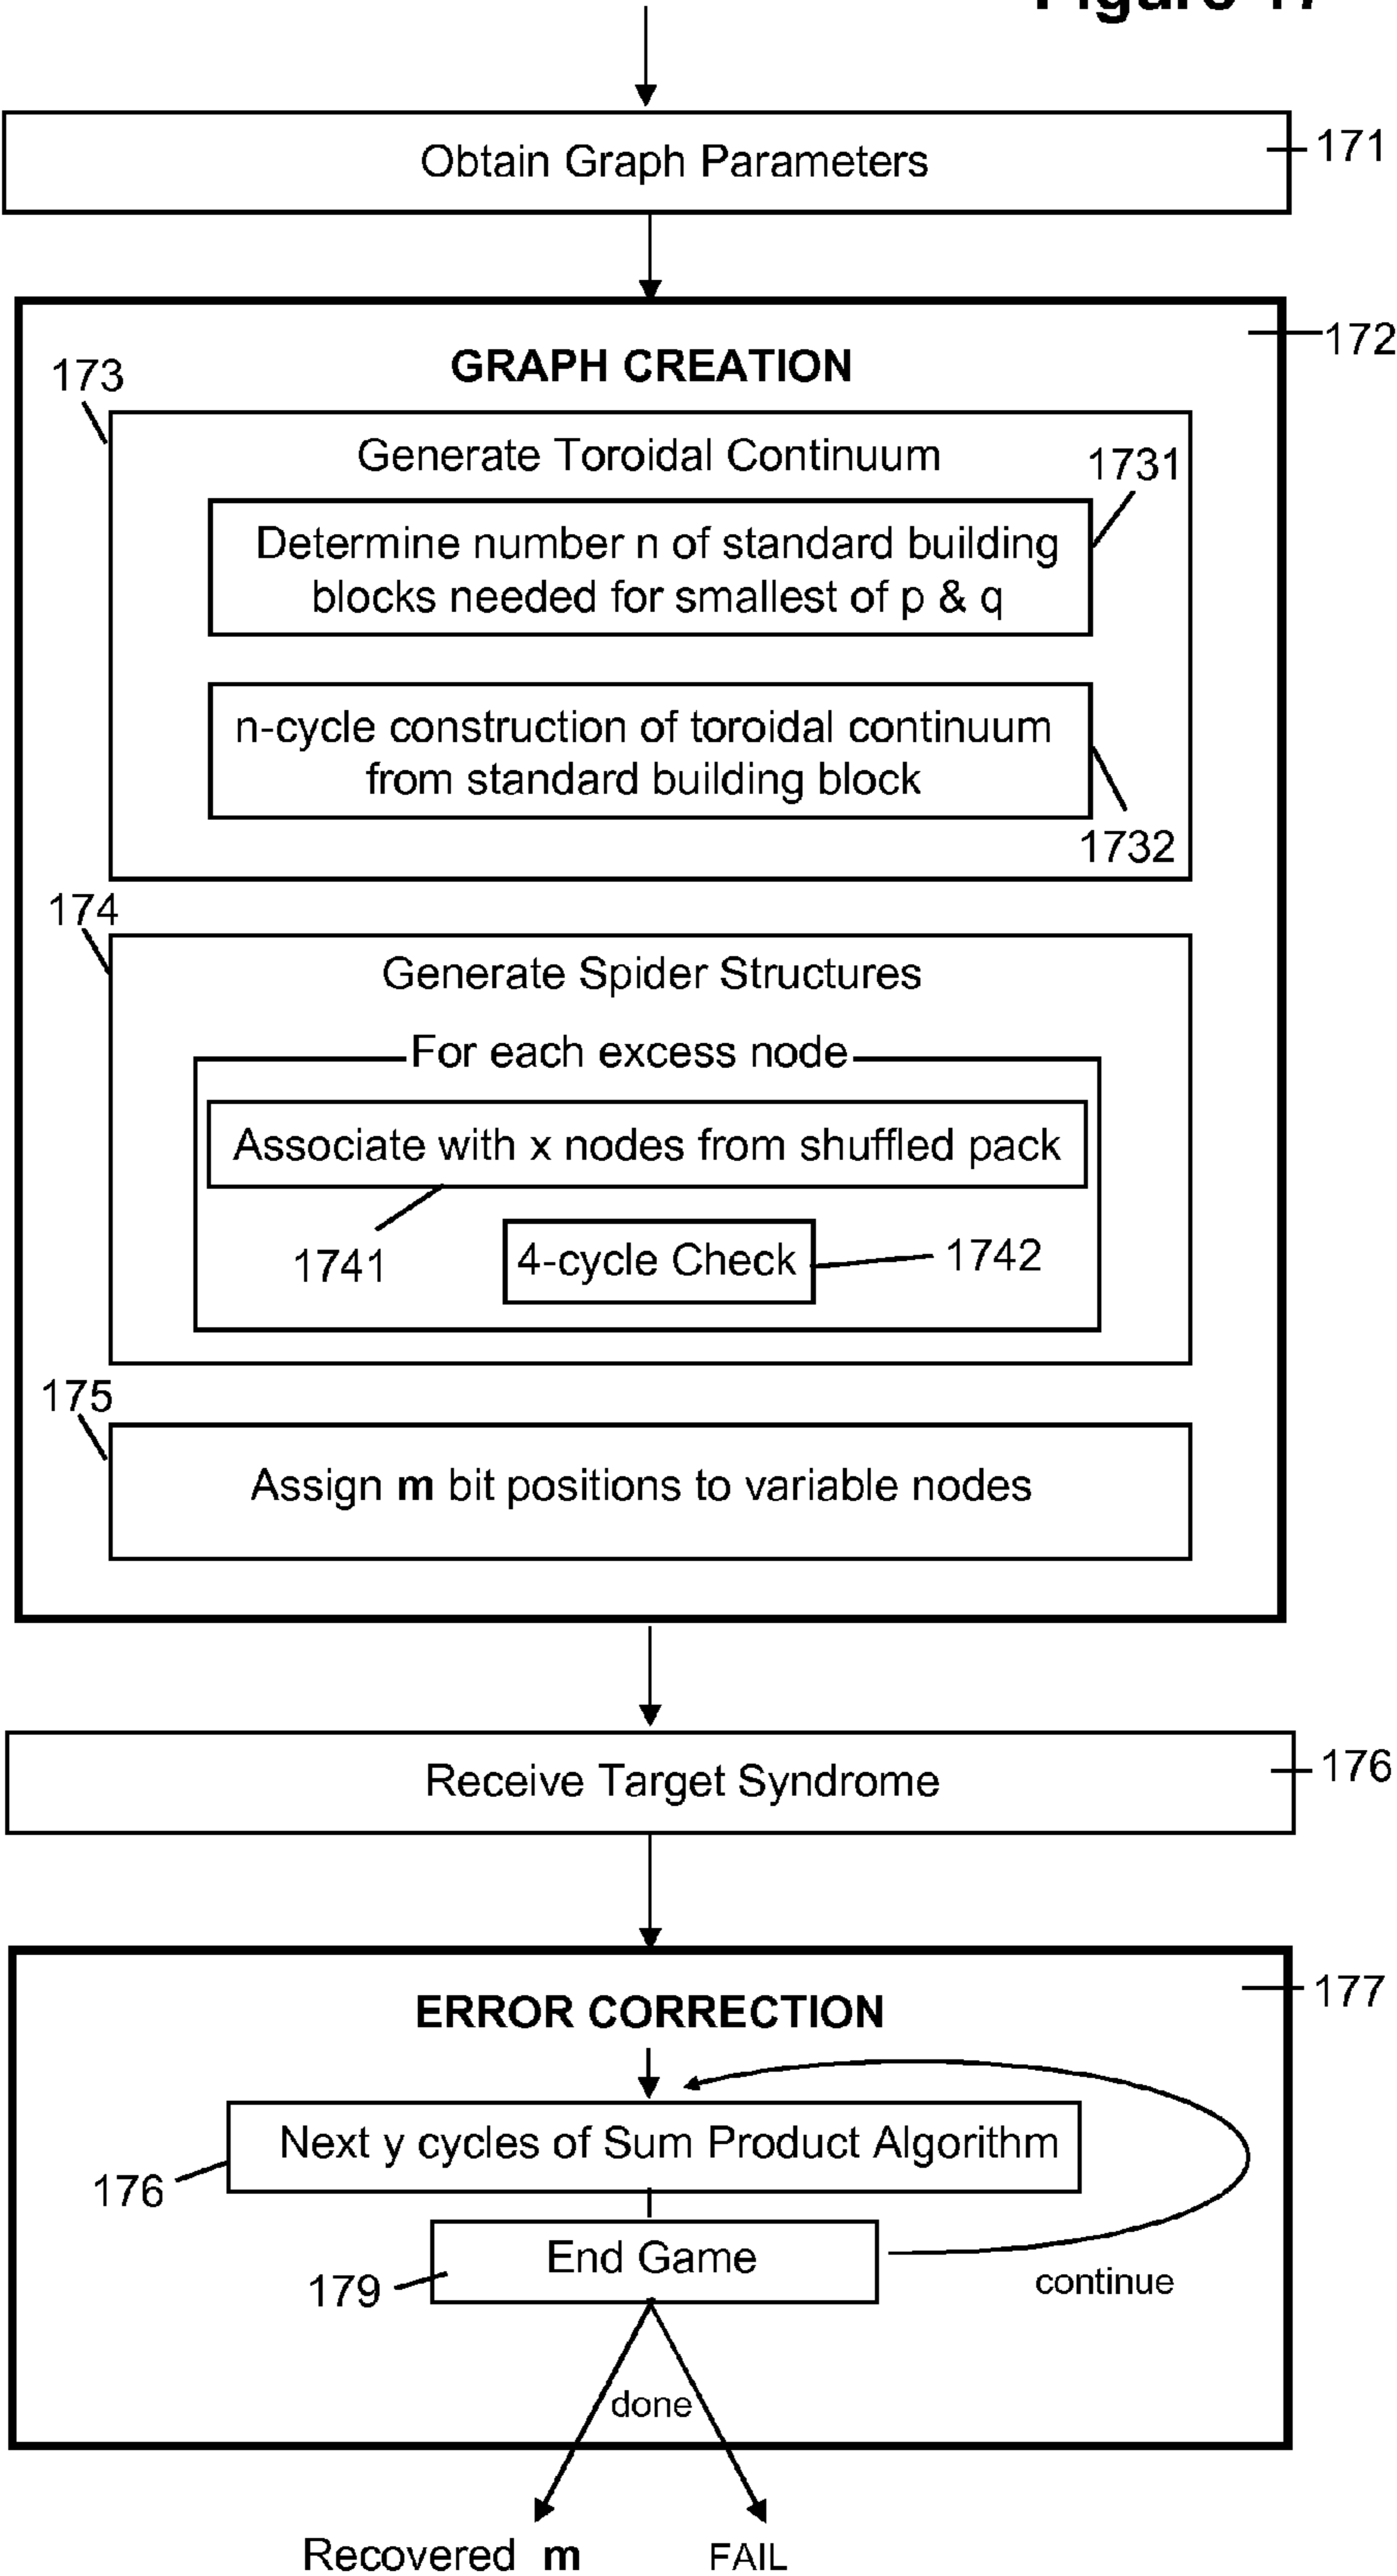 Figure 17
Obtain Graph Parameters
171
172
GRAPH CREATION
173
Generate Toroidal Continuum
1731
Determine number n of standard building
blocks needed for smallest of p & q
n-cycle construction of toroidal continuum
from standard building block
1732
174
Generate Spider Structures
For each excess node
Associate with x nodes from shuffled pack
1741
4-cycle Check
1742
175
Assign m bit positions to variable nodes
Receive Target Syndrome
176
177
ERROR CORRECTION
Next y cycles of Sum Product Algorithm
176
End Game
179
continue
done
Recovered m
FAIL